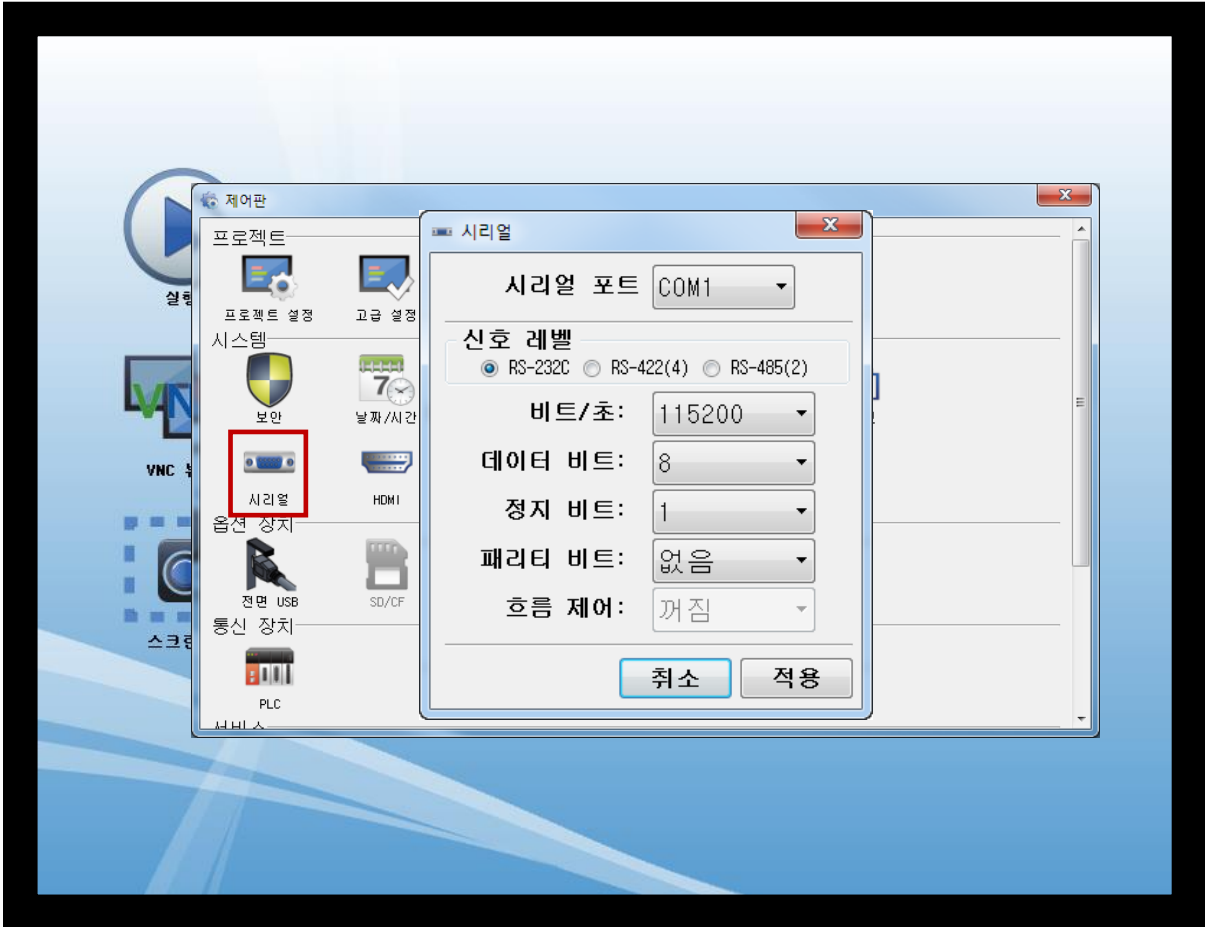 제어판
프로젝트
프로젝트 설정
고급 설정
시스템
보안
날짜/시간
7
시리얼
HDMI
옵션 장치
전면 USB
SD/CF
통신 장치
PLC
서비스
VNC
시리얼
시리얼 포트 COM1
신호 레벨
RS-232C RS-422(4) RS-485(2)
비트/초: 115200
데이터 비트: 8
정지 비트: 1
패리티 비트: 없음
흐름 제어: 꺼짐
취소 적용